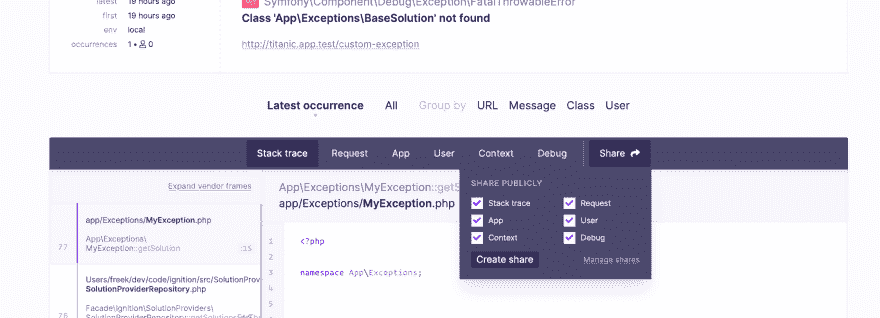 latest 19 hours ago
Symfony\Component\Debug\Exception\FatalThrowableError
first 19 hours ago
Class 'App\Exceptions\BaseSolution' not found
env local
occurrences 1 • 0
http://titanic.app.test/custom-exception
Latest occurrence All Group by URL Message Class User
Stack trace Request App User Context Debug Share
Expand vendor frames
App\Exceptions\MyException::getS
app/Exceptions/MyException.php
SHARE PUBLICLY
Stack trace Request
App User
Context Debug
Create share Manage shares
app/Exceptions/MyException.php
App\Exceptions\
77 MyException::getSolution :15
Users/freek/dev/code/ignition/src/SolutionProv
SolutionProviderRepository.php
Facade\Ignition\SolutionProviders\
76
1 <?php
2
3 namespace App\Exceptions;
4
5